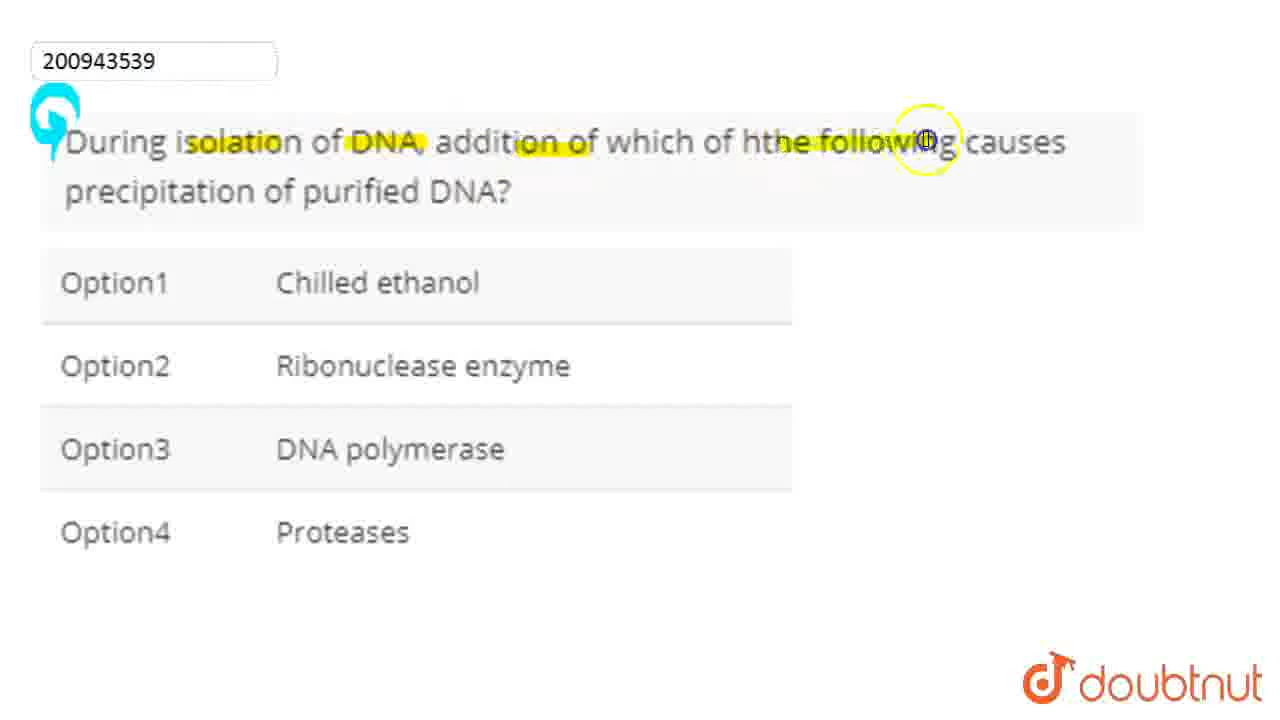 200943539
During isolation of DNA, addition of which of hthe following causes
precipitation of purified DNA?
Option1 Chilled ethanol
Option2 Ribonuclease enzyme
Option3 DNA polymerase
Option4 Proteases
doubtnut